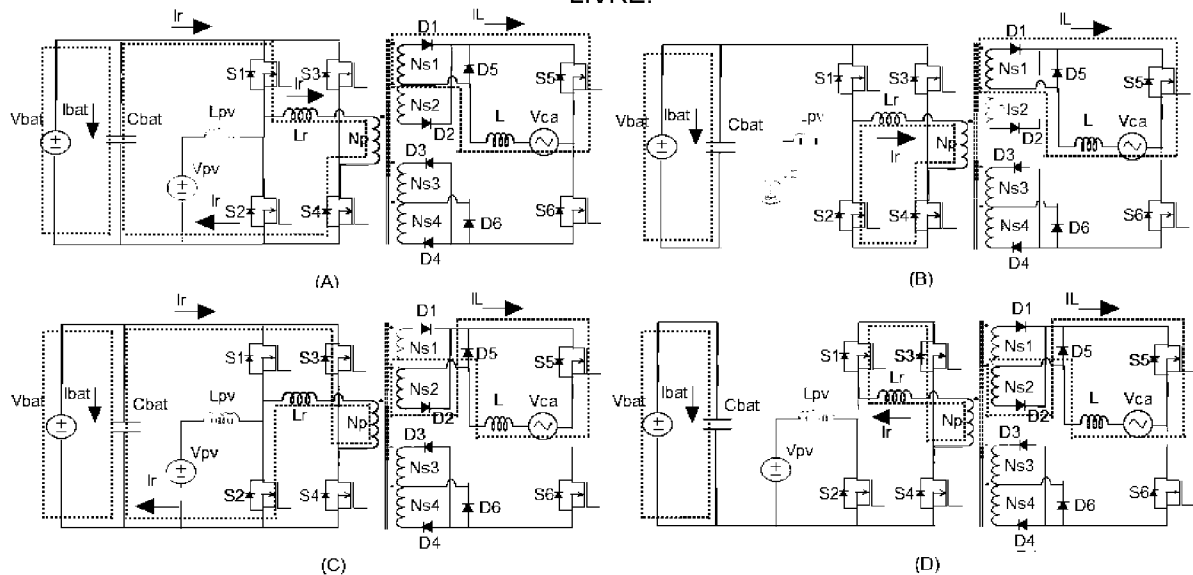 LIVRE.
Ir
IL
D1
S1
S3
Ns1
D5
S5
Ir
Lpv
Ns2
L
Vca
Vbat
Ibat
Cbat
Lr
Np
D2
D3
Vpv
Ns3
Ir
S2
S4
Ns4
D6
S6
D4
(A)
IL
D1
S1
S3
Ns1
D5
S5
Lr
L
Vca
Vbat
Ibat
Cbat
Np
D2
Ir
D3
Ns3
S2
S4
Ns4
D6
S6
D4
(B)
Ir
IL
D1
S1
S3
Ns1
D5
S5
Lpv
Ns2
L
Vca
Vbat
Ibat
Cbat
Lr
Np
D2
D3
Vpv
Ns3
Ir
S2
S4
Ns4
D6
S6
D4
(C)
IL
D1
S1
S3
Ns1
D5
S5
Lr
Lpv
Ns2
L
Vca
Vbat
Ibat
Cbat
Ir
Np
D2
D3
Vpv
Ns3
S2
S4
Ns4
D6
S6
D4
(D)